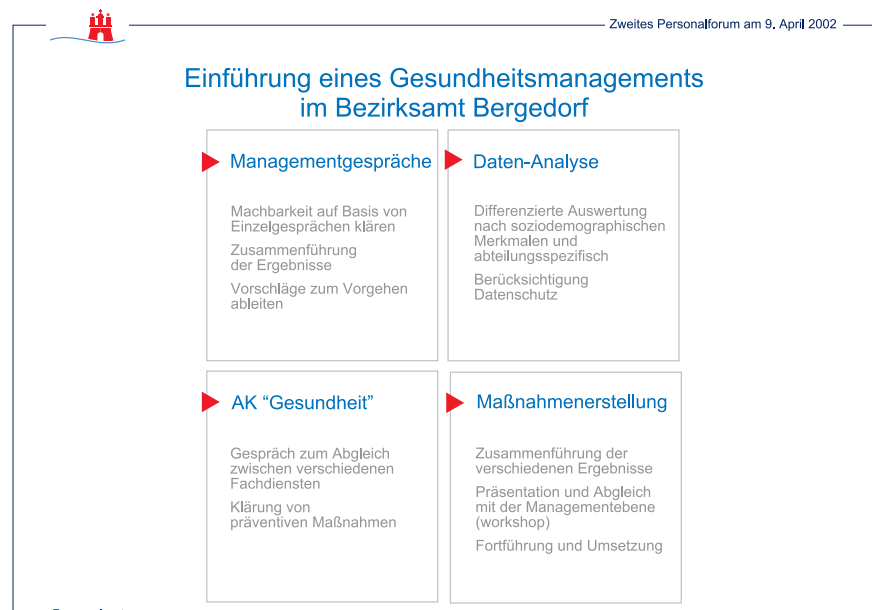 Zweites Personalforum am 9. April 2002
Einführung eines Gesundheitsmanagements
im Bezirksamt Bergedorf
Managementgespräche
Machbarkeit auf Basis von
Einzelgesprächen klären
Zusammenführung
der Ergebnisse
Vorschläge zum Vorgehen
ableiten
Daten-Analyse
Differenzierte Auswertung
nach soziodemographischen
Merkmalen und
abteilungsspezifisch
Berücksichtigung
Datenschutz
AK “Gesundheit”
Gespräch zum Abgleich
zwischen verschiedenen
Fachdiensten
Klärung von
präventiven Maßnahmen
Maßnahmenerstellung
Zusammenführung der
verschiedenen Ergebnisse
Präsentation und Abgleich
mit der Managementebene
(workshop)
Fortführung und Umsetzung